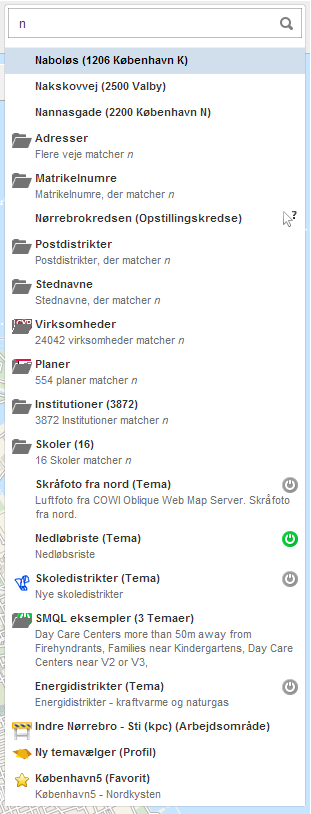 n
Naboløs (1206 København K)
Nakskovvej (2500 Valby)
Nannasgade (2200 København N)
Adresser
Flere veje matcher n
Matrikelnumre
Matrikelnumre, der matcher n
Nørrebrokredsen (Opstillingskredse)
?
Postdistrikter
Postdistrikter, der matcher n
Stednavne
Stednavne, der matcher n
Virksomheder
24042 virksomheder matcher n
Planer
554 planer matcher n
Institutioner (3872)
3872 Institutioner matcher n
Skoler (16)
16 Skoler matcher n
Skråfoto fra nord (Tema)
Luftfoto fra COWI Oblique Web Map Server. Skråfoto
fra nord.
Nedløbsriste (Tema)
Nedløbsriste
Skoledistrikter (Tema)
Nye skoledistrikter
SMQL eksempler (3 Temaer)
Day Care Centers more than 50m away from
Firehydrants, Families near Kindergartens, Day Care
Centers near V2 or V3,
Energidistrikter (Tema)
Energidistrikter - kraftvarme og naturgas
Indre Nørrebro - Sti (kpc) (Arbejdsområde)
Ny temavælger (Profil)
København5 (Favorit)
København5 - Nordkysten